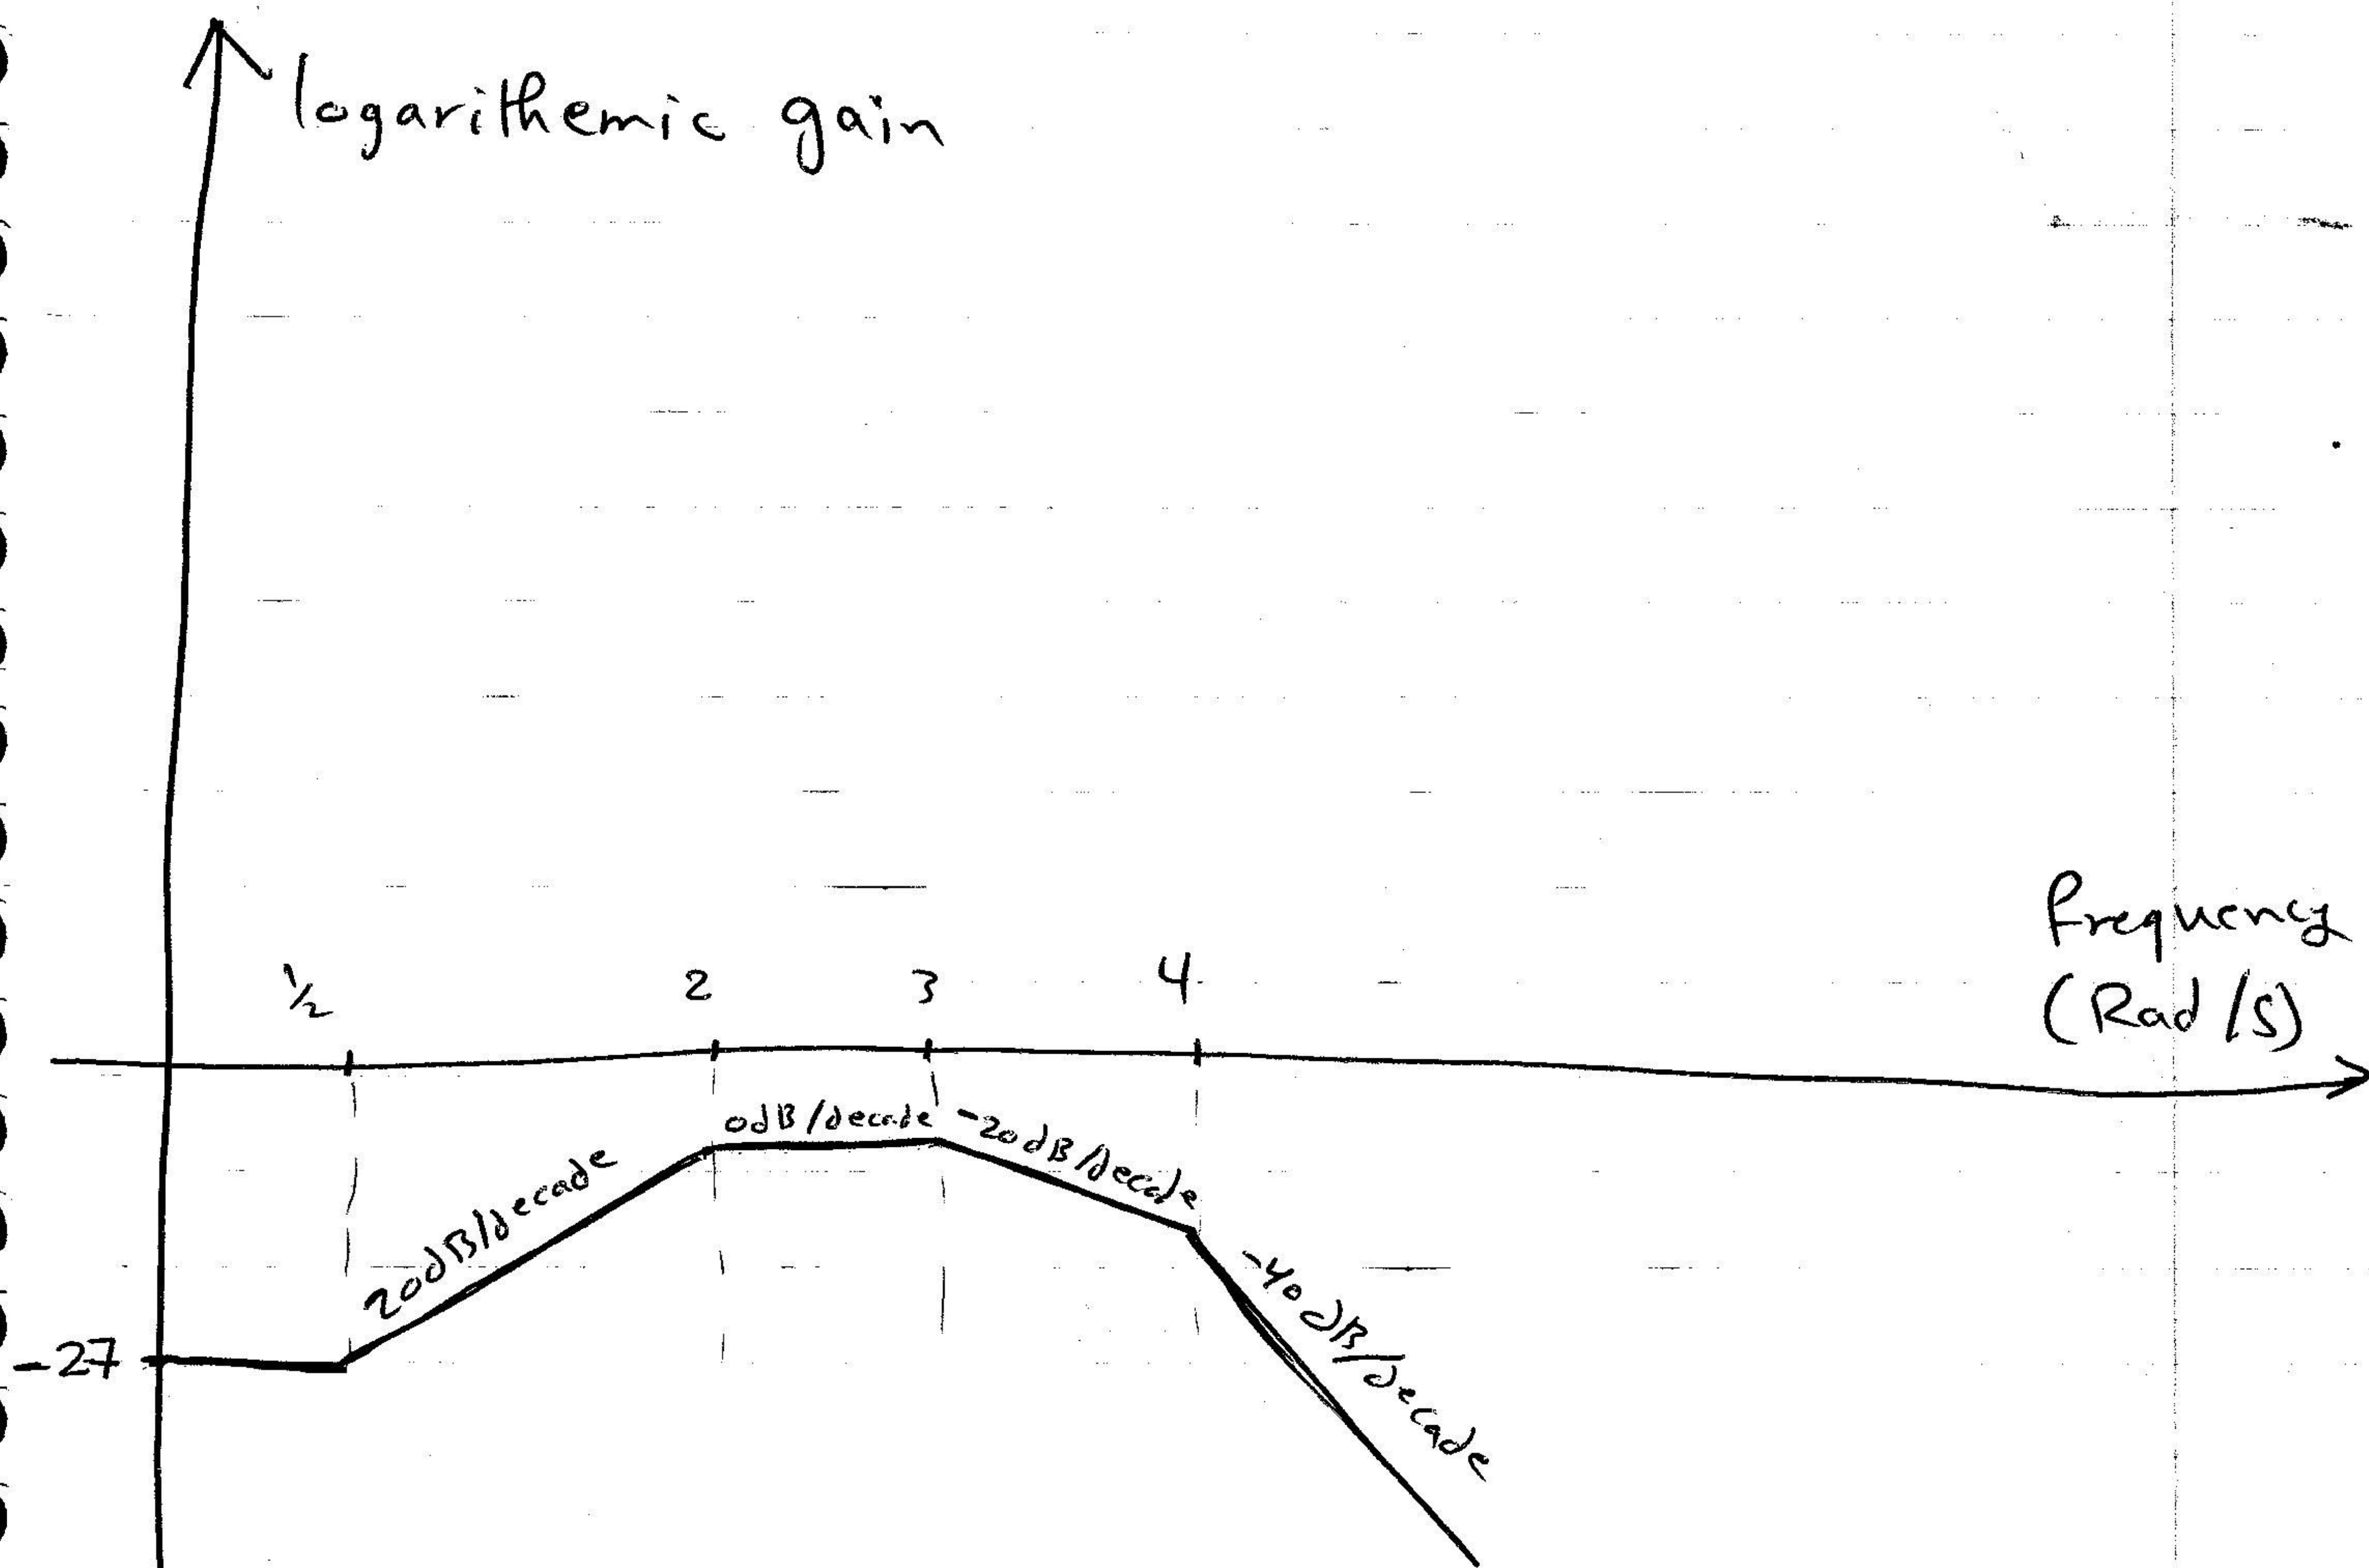 logarithemic gain
frequency
(Rad/s)
1/2
2
3
4
0dB/decade
-20dB/decade
20dB/decade
-40dB/decade
-27